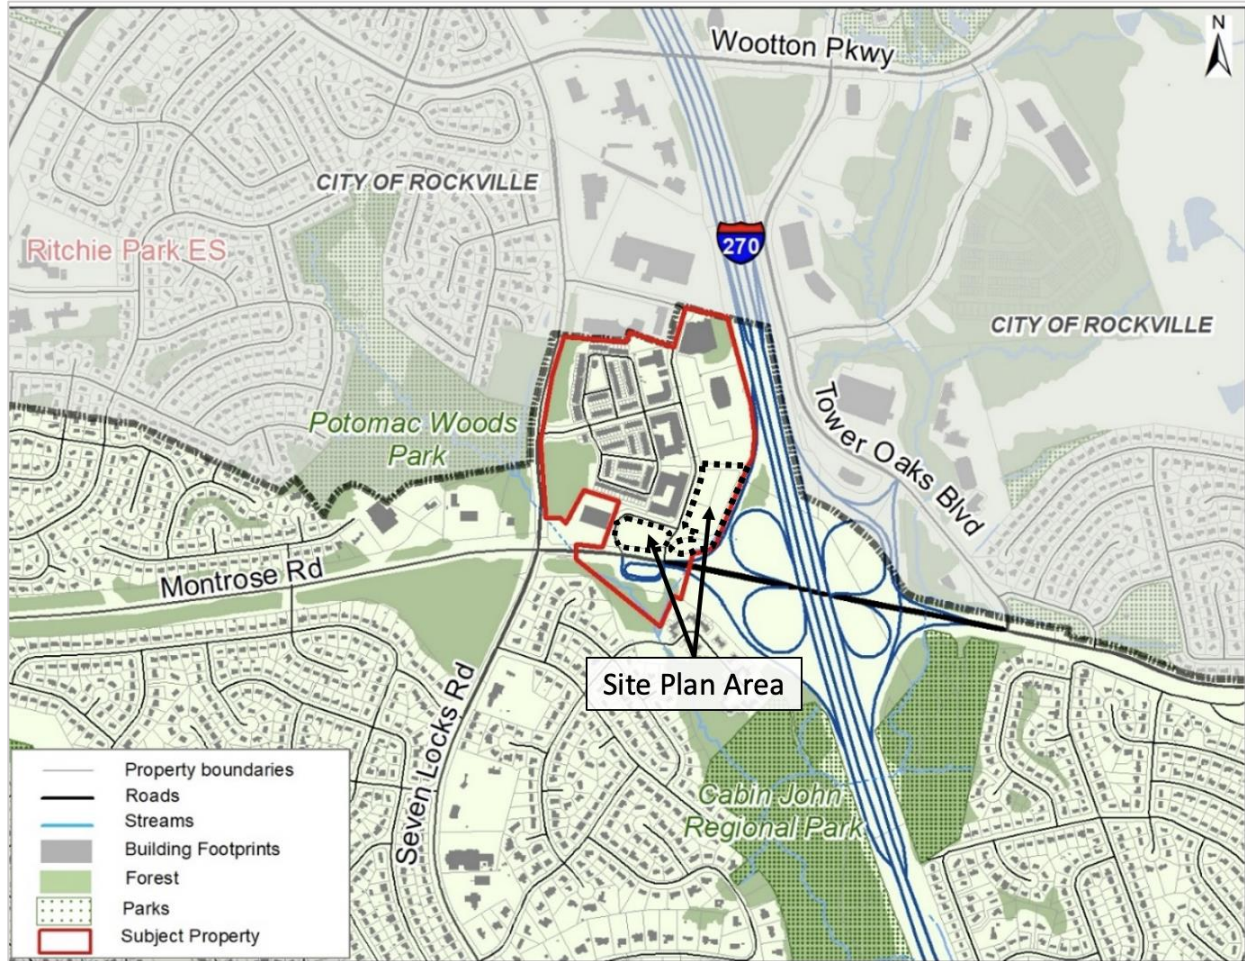 N
Wootton Pkwy
CITY OF ROCKVILLE
Ritchie Park ES
270
CITY OF ROCKVILLE
Potomac Woods
Park
Tower Oaks Blvd
Montrose Rd
Site Plan Area
Seven Locks Rd
Cabin John
Regional Park
Property boundaries
Roads
Streams
Building Footprints
Forest
Parks
Subject Property